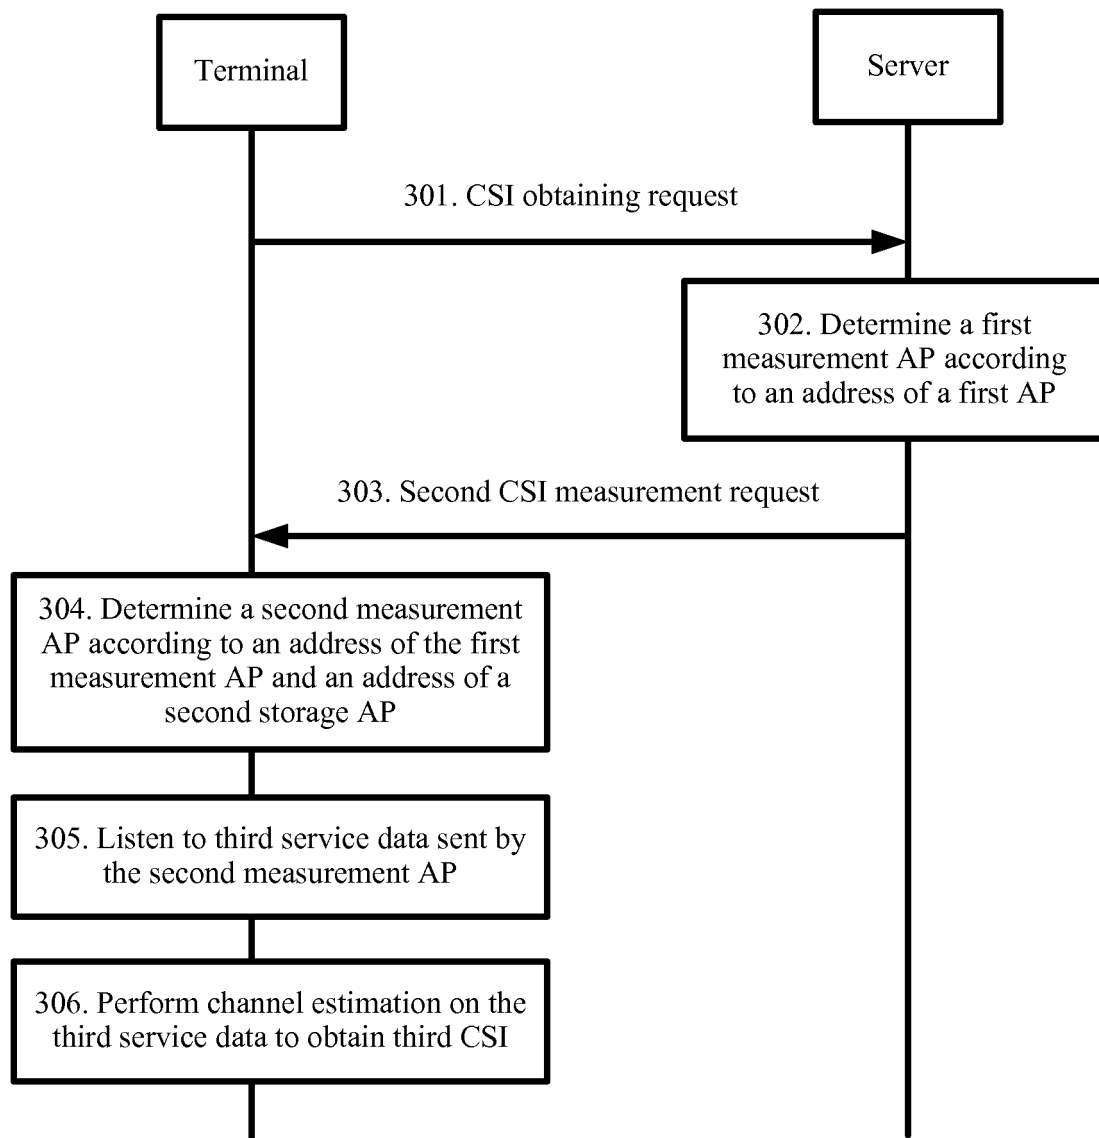 Terminal
Server
301. CSI obtaining request
302. Determine a first
measurement AP according
to an address of a first AP
303. Second CSI measurement request
304. Determine a second measurement
AP according to an address of the first
measurement AP and an address of a
second storage AP
305. Listen to third service data sent by
the second measurement AP
306. Perform channel estimation on the
third service data to obtain third CSI